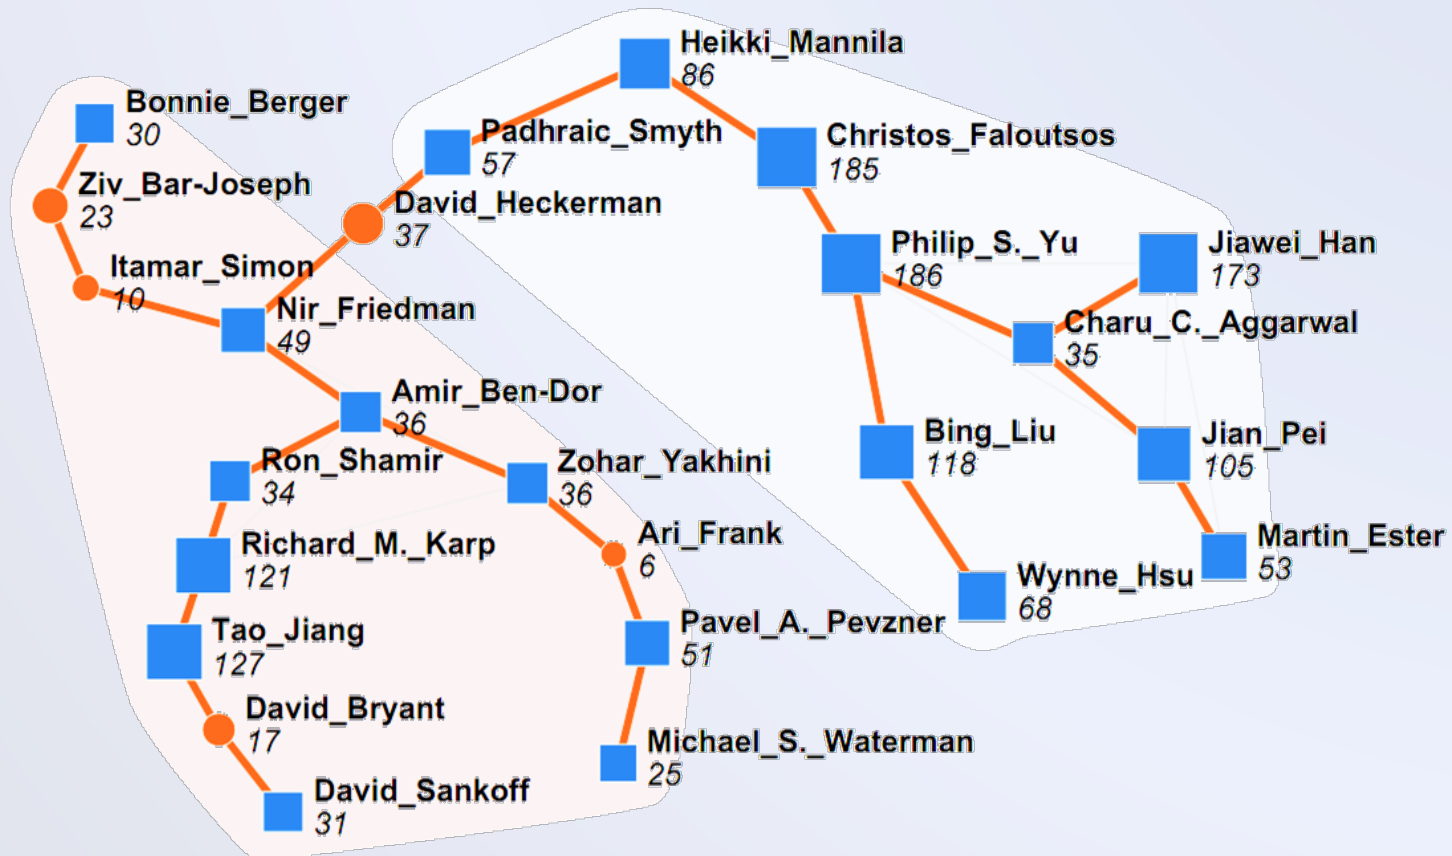 Heikki_Mannila
86
Bonnie_Berger
30
Padhraic_Smyth
57
Christos_Faloutsos
185
Ziv_Bar-Joseph
23
David_Heckerman
37
Philip_S._Yu
186
Jiawei_Han
173
Itamar_Simon
10
Nir_Friedman
49
Charu_C._Aggarwal
35
Amir_Ben-Dor
36
Bing_Liu
118
Jian_Pei
105
Ron_Shamir
34
Zohar_Yakhini
36
Ari_Frank
6
Martin_Ester
53
Richard_M._Karp
121
Wynne_Hsu
68
Tao_Jiang
127
Pavel_A._Pevzner
51
David_Bryant
17
Michael_S._Waterman
25
David_Sankoff
31